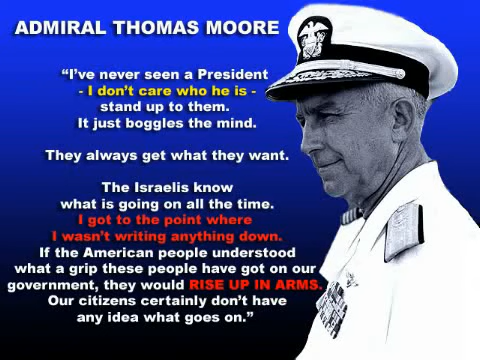 ADMIRAL THOMAS MOORE
“I’ve never seen a President
- I don’t care who he is -
stand up to them.
It just boggles the mind.
They always get what they want.
The Israelis know
what is going on all the time.
I got to the point where
I wasn’t writing anything down.
If the American people understood
what a grip these people have got on our
government, they would RISE UP IN ARMS.
Our citizens certainly don’t have
any idea what goes on.”